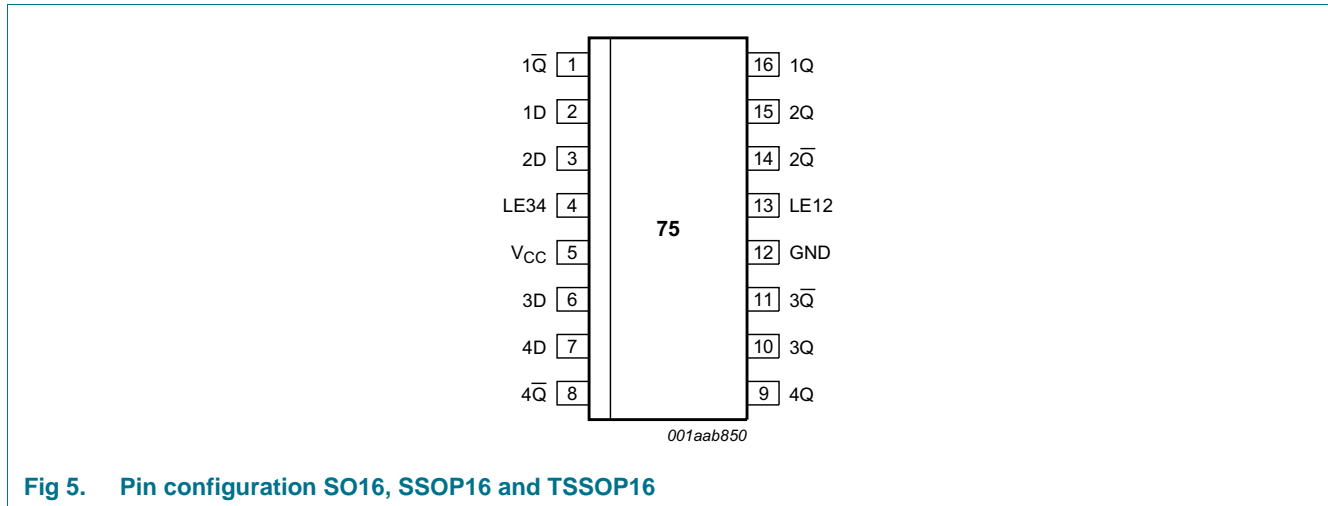 1Q̅ 1 16 1Q
1D 2 15 2Q
2D 3 14 2Q̅
LE34 4 13 LE12
75
VCC 5 12 GND
3D 6 11 3Q̅
4D 7 10 3Q
4Q̅ 8 9 4Q
001aab850
Fig 5. Pin configuration SO16, SSOP16 and TSSOP16